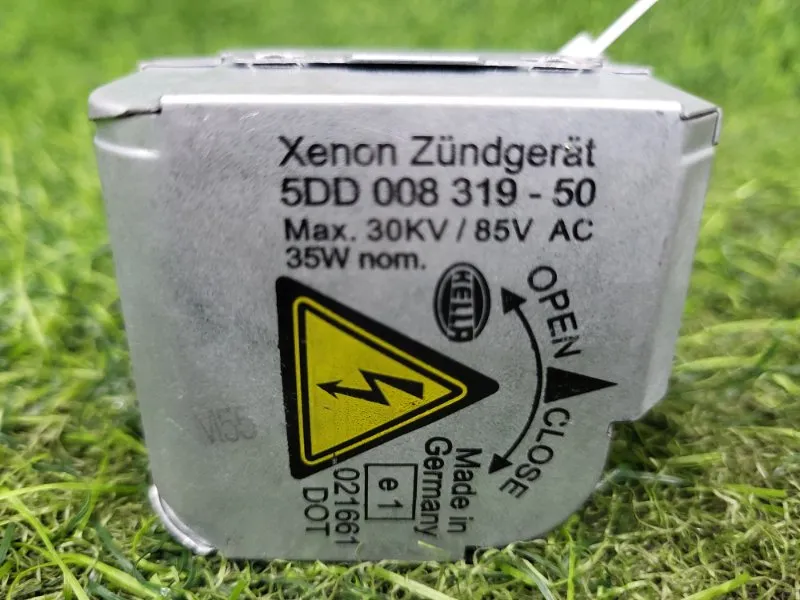 Xenon Zündgerät
5DD 008 319 - 50
Max. 30KV / 85V AC
35W nom.
HELLA
OPEN
CLOSE
Made in
Germany
e 1
021661
DOT
VI55